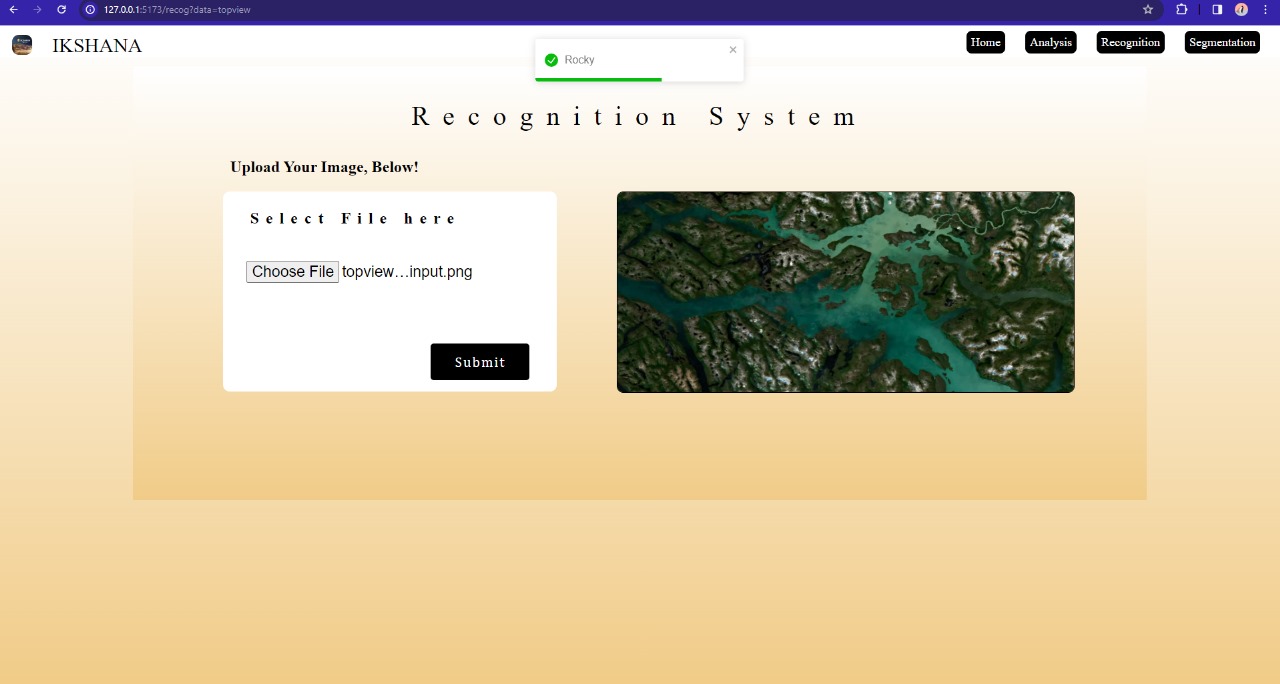 127.0.0.1:5173/recog?data=topview
IKSHANA
Home
Analysis
Recognition
Segmentation
Rocky
Recognition System
Upload Your Image, Below!
Select File here
Choose File topview…input.png
Submit